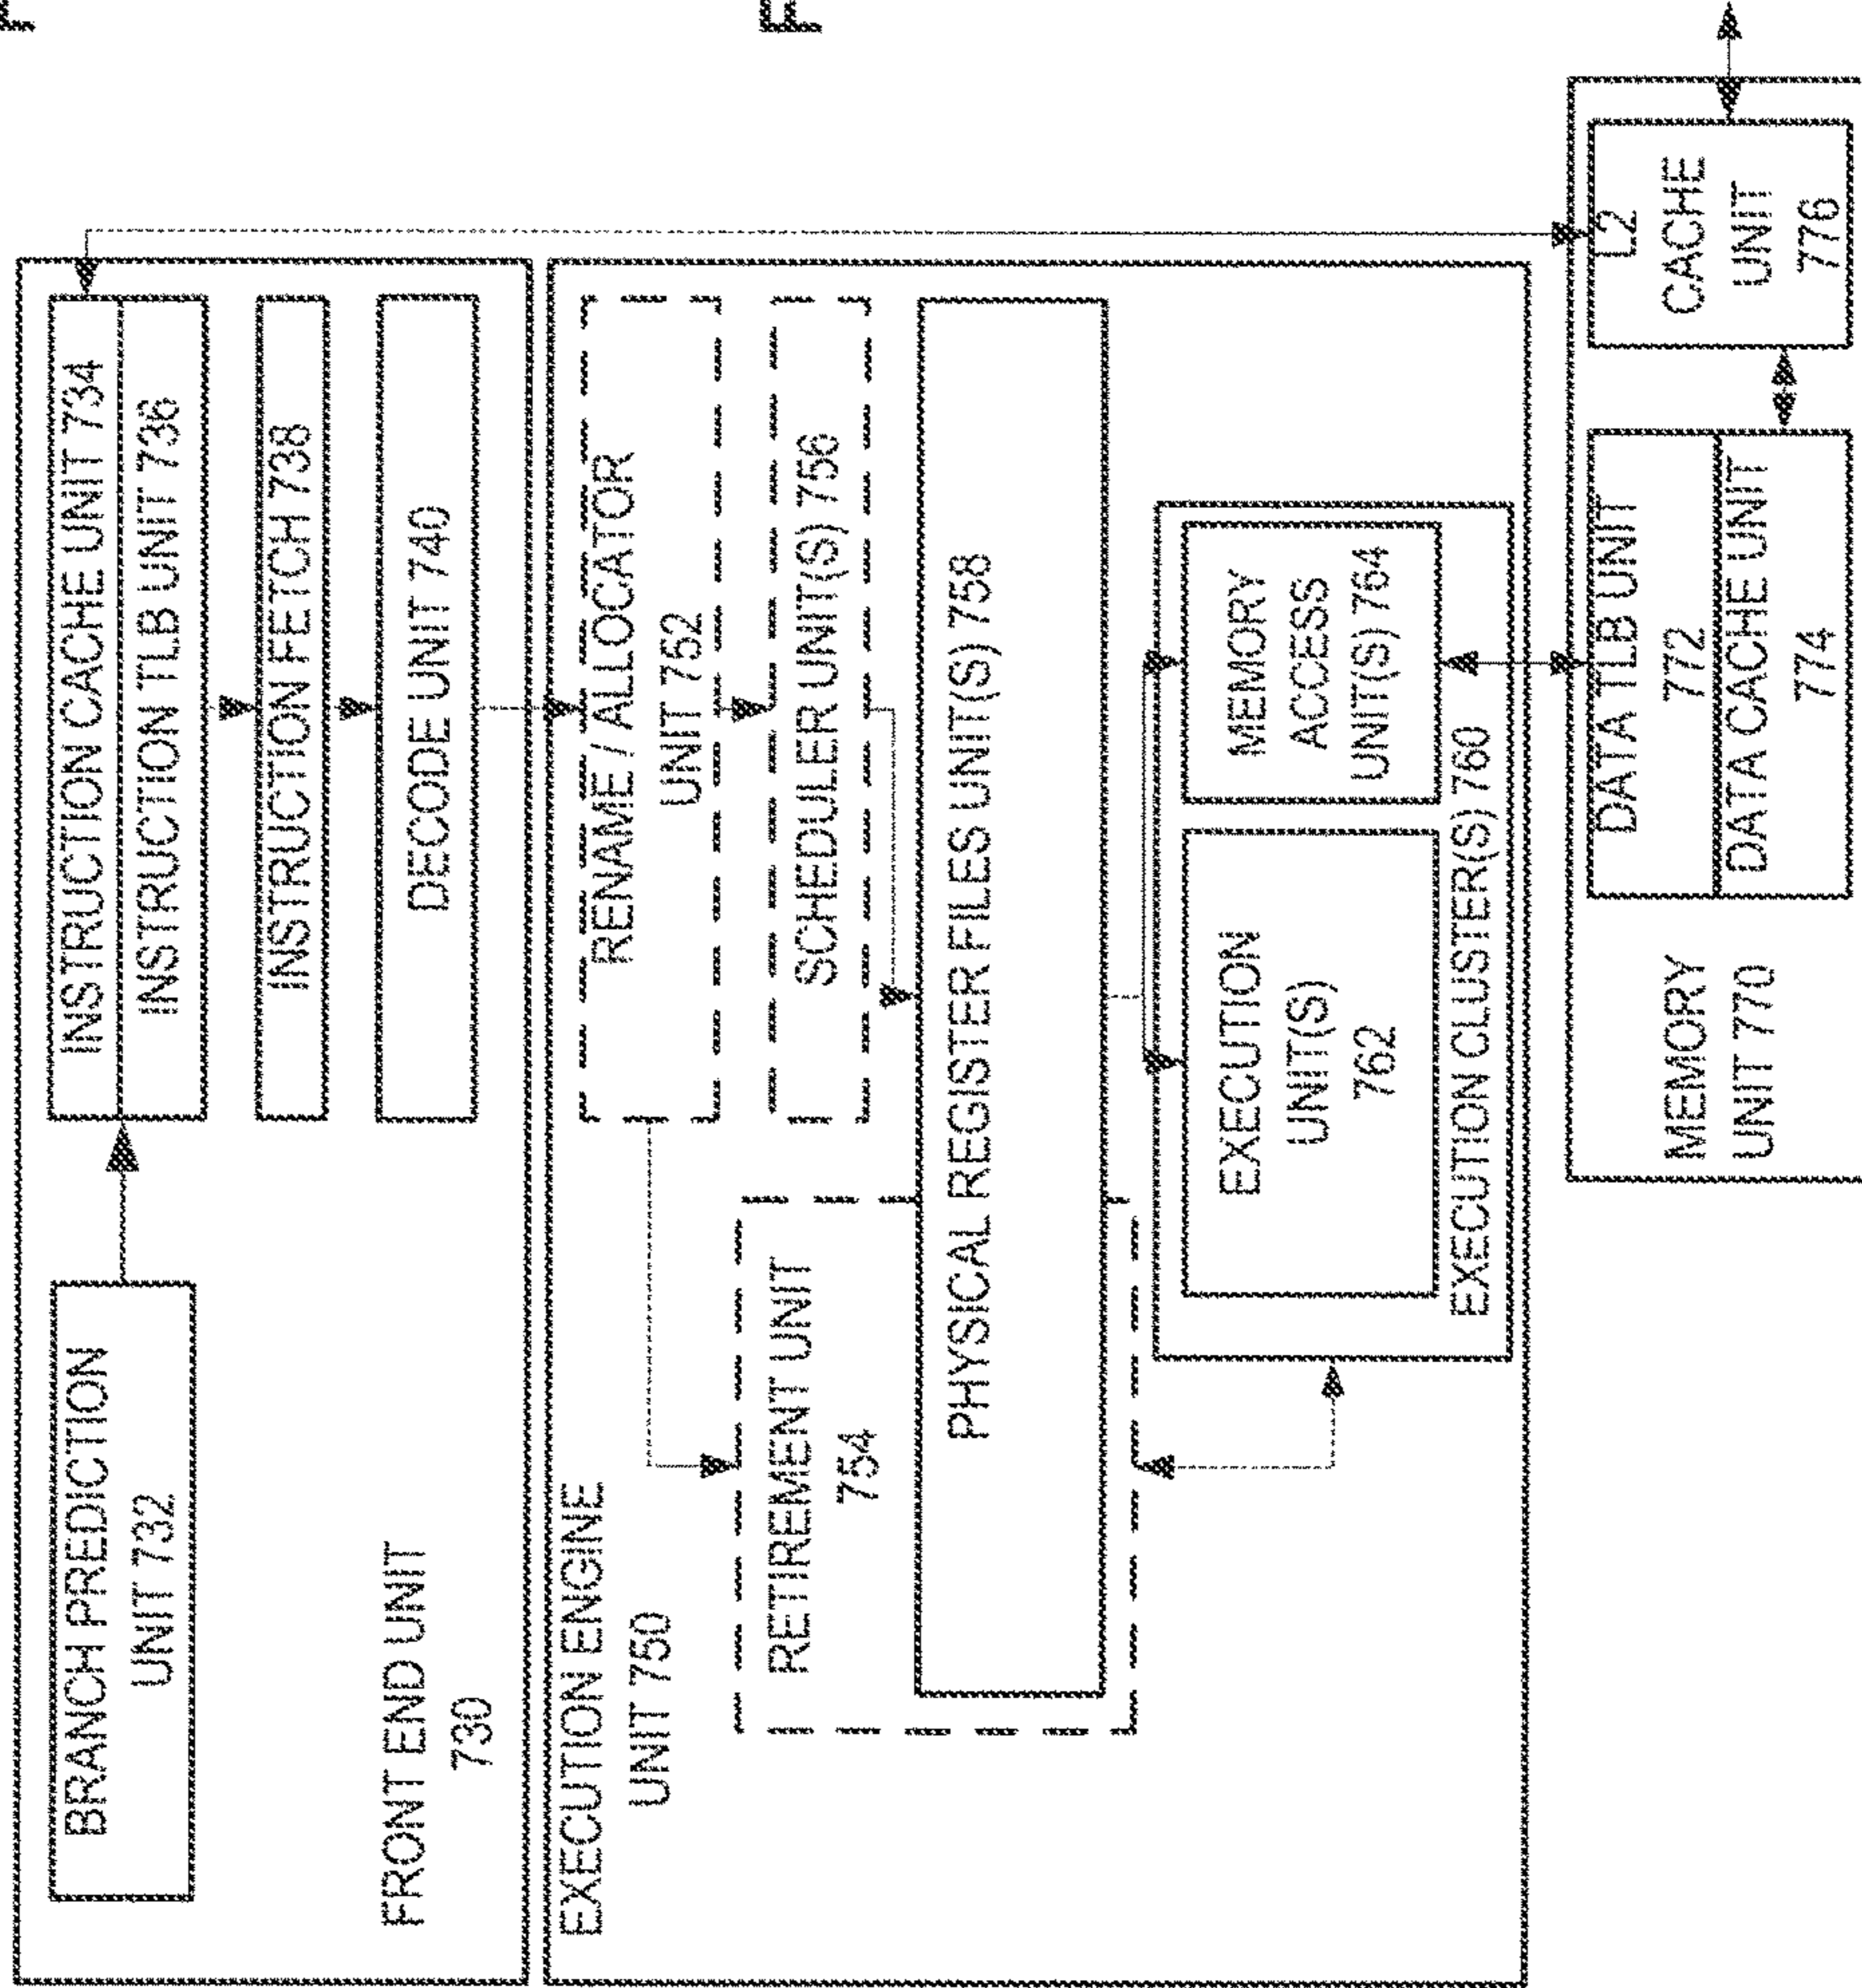 BRANCH PREDICTION
UNIT 732
INSTRUCTION CACHE UNIT 734
INSTRUCTION TLB UNIT 736
INSTRUCTION FETCH 738
DECODE UNIT 740
FRONT END UNIT
730
EXECUTION ENGINE
UNIT 750
RENAME / ALLOCATOR
UNIT 752
SCHEDULER UNIT(S) 756
RETIREMENT UNIT
754
PHYSICAL REGISTER FILES UNIT(S) 758
EXECUTION
UNIT(S)
762
MEMORY
ACCESS
UNIT(S) 764
EXECUTION CLUSTER(S) 760
MEMORY
UNIT 770
DATA TLB UNIT
772
DATA CACHE UNIT
774
L2
CACHE
UNIT
776